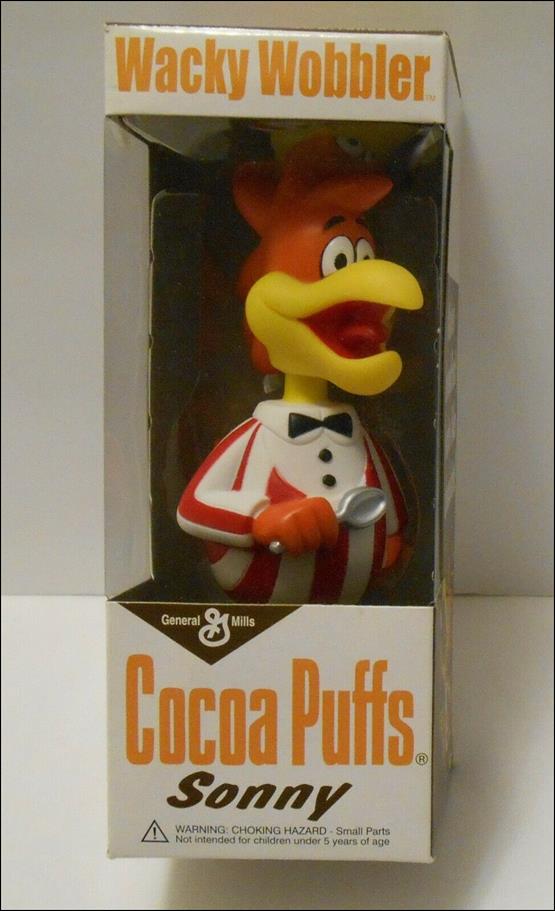 Wacky Wobbler™
General Mills
Cocoa Puffs®
Sonny
WARNING: CHOKING HAZARD - Small Parts
Not intended for children under 5 years of age